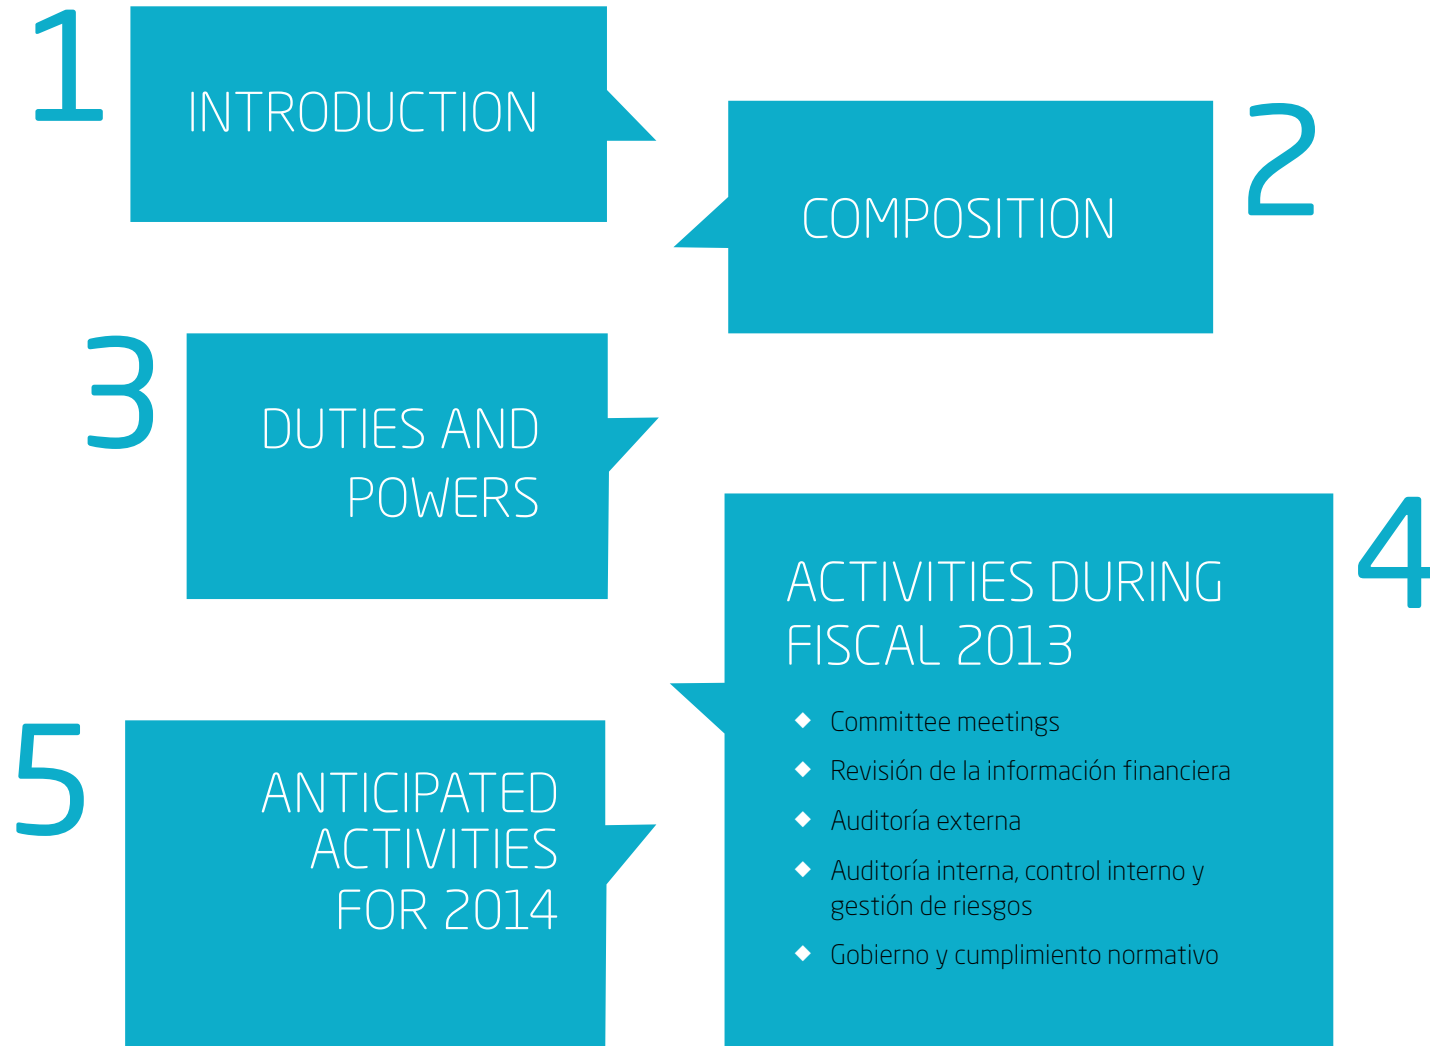 1
INTRODUCTION
2
COMPOSITION
3
DUTIES AND
POWERS
4
ACTIVITIES DURING
FISCAL 2013
Committee meetings
Revisión de la información financiera
Auditoría externa
Auditoría interna, control interno y
gestión de riesgos
Gobierno y cumplimiento normativo
5
ANTICIPATED
ACTIVITIES
FOR 2014